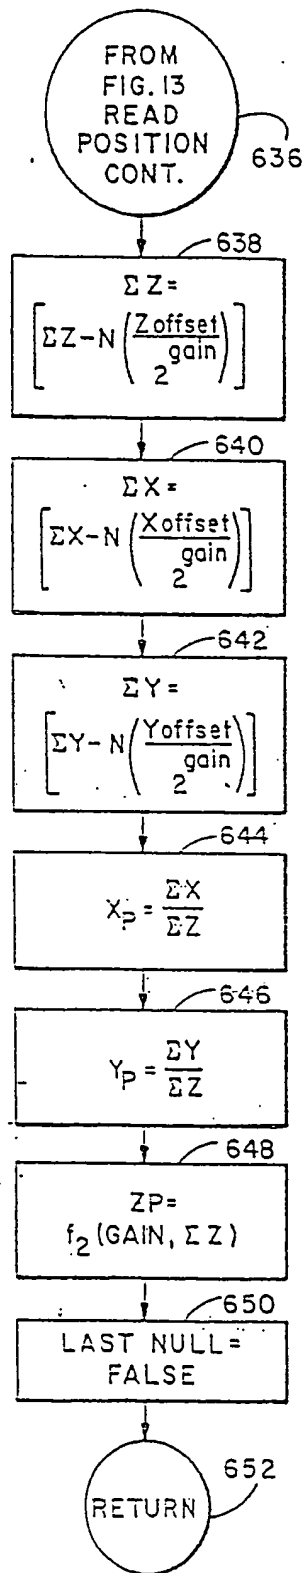 FROM
FIG.13
READ
POSITION
CONT.
636
638
ΣZ=
[ΣZ-N(Zoffset/2^gain)]
640
ΣX=
[ΣX-N(Xoffset/2^gain)]
642
ΣY=
[ΣY-N(Yoffset/2^gain)]
644
X_P = ΣX/ΣZ
646
Y_P = ΣY/ΣZ
648
ZP=
f_2(GAIN, ΣZ)
650
LAST NULL=
FALSE
652
RETURN